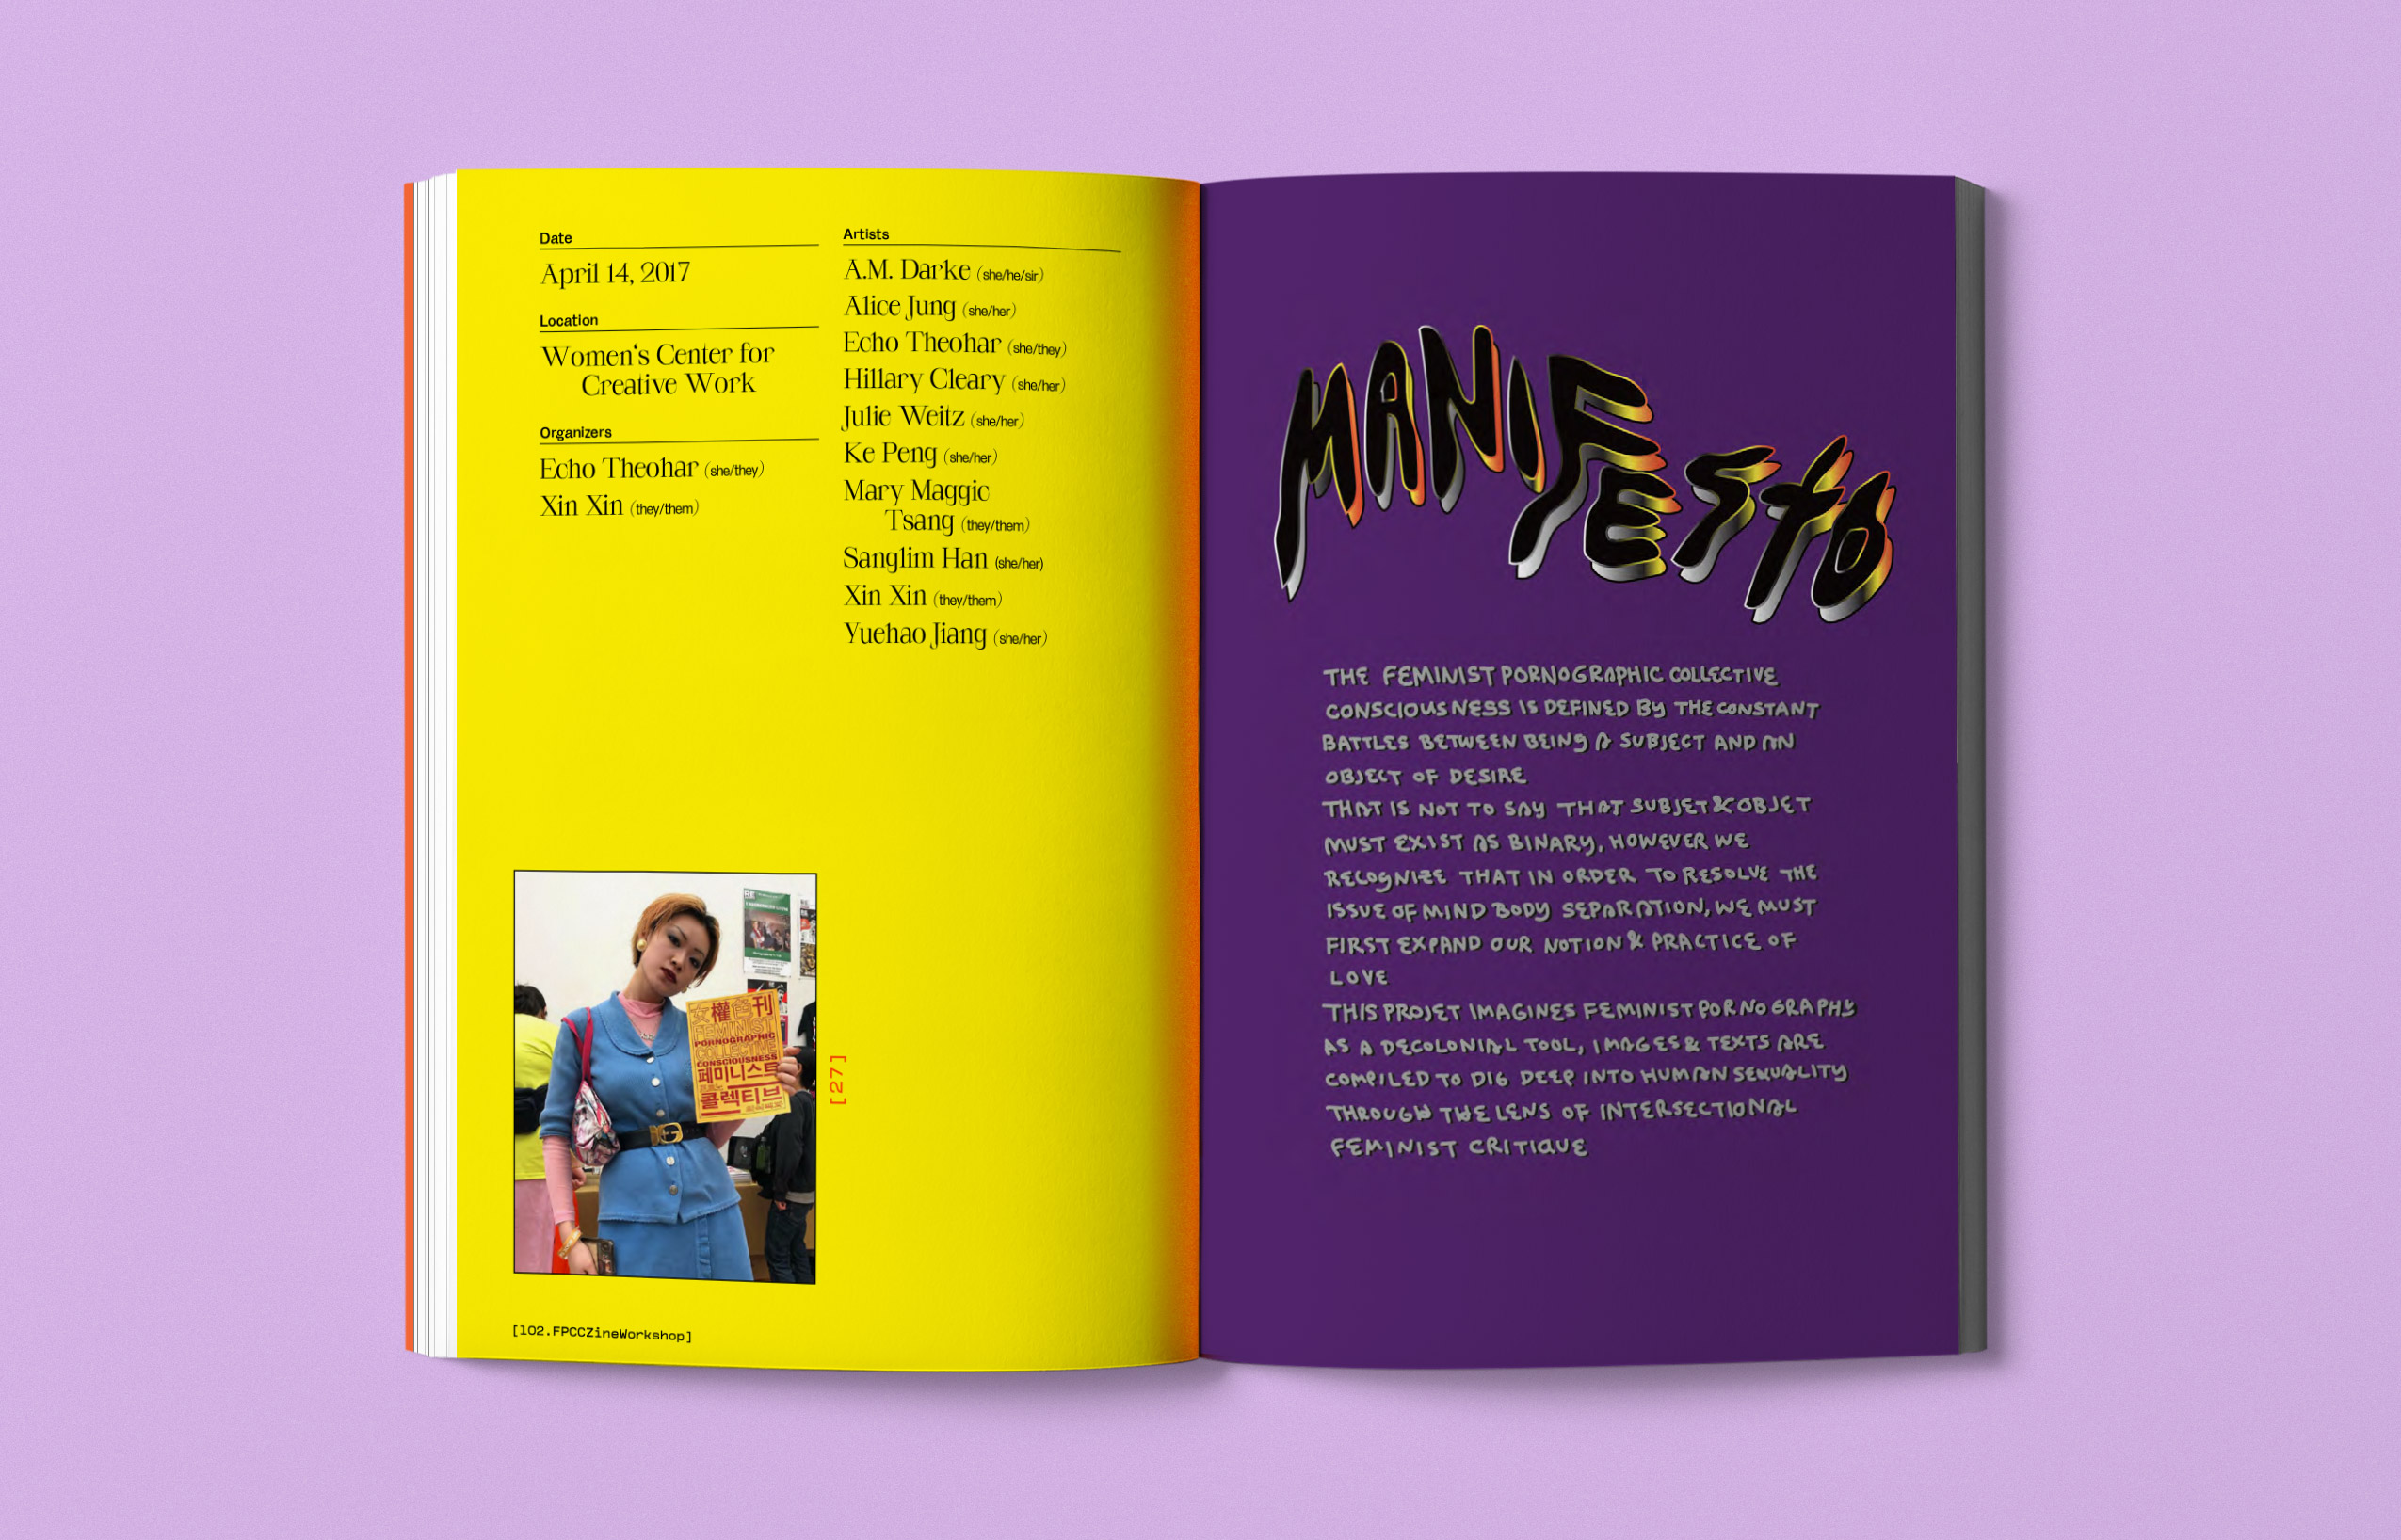 Date
April 14, 2017
Location
Women's Center for
Creative Work
Organizers
Echo Theohar (she/they)
Xin Xin (they/them)
Artists
A.M. Darke (she/he/sir)
Alice Jung (she/her)
Echo Theohar (she/they)
Hillary Cleary (she/her)
Julie Weitz (she/her)
Ke Peng (she/her)
Mary Maggic
Tsang (they/them)
Sanglim Han (she/her)
Xin Xin (they/them)
Yuehao Jiang (she/her)
女權色刊
FEMINIST
PORNOGRAPHIC
COLLECTIVE
CONSCIOUSNESS
페미니스트
포르노
콜렉티브
[27]
[102.FPCCZineWorkshop]
MANIFESTO
THE FEMINIST PORNOGRAPHIC COLLECTIVE
CONSCIOUSNESS IS DEFINED BY THE CONSTANT
BATTLES BETWEEN BEING A SUBJECT AND AN
OBJECT OF DESIRE
THAT IS NOT TO SAY THAT SUBJET & OBJET
MUST EXIST AS BINARY, HOWEVER WE
RECOGNIZE THAT IN ORDER TO RESOLVE THE
ISSUE OF MIND BODY SEPARATION, WE MUST
FIRST EXPAND OUR NOTION & PRACTICE OF
LOVE
THIS PROJET IMAGINES FEMINIST PORNOGRAPHY
AS A DECOLONIAL TOOL, IMAGES & TEXTS ARE
COMPILED TO DIG DEEP INTO HUMAN SEXUALITY
THROUGH THE LENS OF INTERSECTIONAL
FEMINIST CRITIQUE